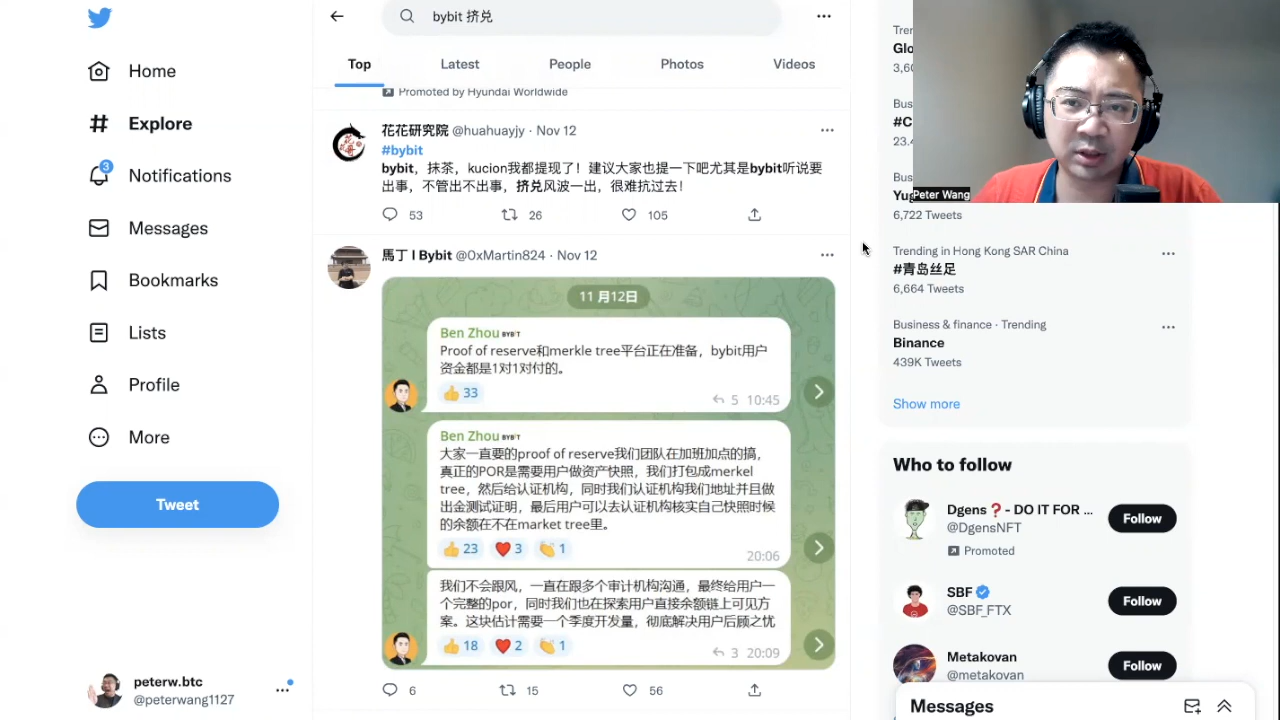 bybit 挤兑
Top
Latest
People
Photos
Videos
Home
Explore
3
Notifications
Messages
Bookmarks
Lists
Profile
More
Tweet
peterw.btc
@peterwang1127
Promoted by Hyundai Worldwide
花花研究院 @huahuayjy · Nov 12
#bybit
bybit，抹茶，kucion我都提现了！建议大家也提一下吧尤其是bybit听说要
出事，不管出不出事，挤兑风波一出，很难抗过去！
53
26
105
馬丁 l Bybit @0xMartin824 · Nov 12
11 月12日
Ben Zhou BYBIT
Proof of reserve和merkle tree平台正在准备，bybit用户
资金都是1对1对付的。
33
5 10:45
Ben Zhou BYBIT
大家一直要的proof of reserve我们团队在加班加点的搞，
真正的POR是需要用户做资产快照，我们打包成merkel
tree，然后给认证机构，同时我们认证机构我们地址并且做
出金测试证明，最后用户可以去认证机构核实自己快照时候
的余额在不在market tree里。
23
3
1
20:06
我们不会跟风，一直在跟多个审计机构沟通，最终给用户一
个完整的por，同时我们也在探索用户直接余额链上可见方
案。这块估计需要一个季度开发量，彻底解决用户后顾之忧
18
2
1
3 20:09
6
15
56
Peter Wang
6,722 Tweets
Trending in Hong Kong SAR China
#青岛丝足
6,664 Tweets
Business & finance · Trending
Binance
439K Tweets
Show more
Who to follow
Dgens ❓- DO IT FOR ...
@DgensNFT
Promoted
Follow
SBF
@SBF_FTX
Follow
Metakovan
@metakovan
Follow
Messages